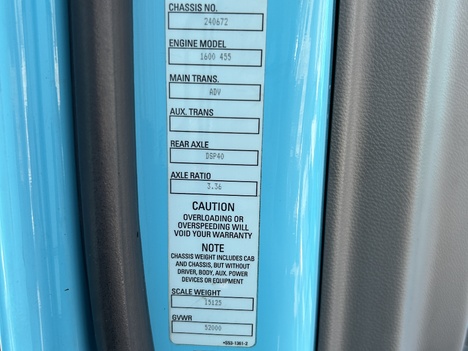 CHASSIS NO.
240672
ENGINE MODEL
1600 455
MAIN TRANS.
ADV
AUX. TRANS
REAR AXLE
DSP40
AXLE RATIO
3.36
CAUTION
OVERLOADING OR
OVERSPEEDING WILL
VOID YOUR WARRANTY
NOTE
CHASSIS WEIGHT INCLUDES CAB
AND CHASSIS, BUT WITHOUT
DRIVER, BODY, AUX. POWER
DEVICES OR EQUIPMENT
SCALE WEIGHT
15125
GVWR
52000